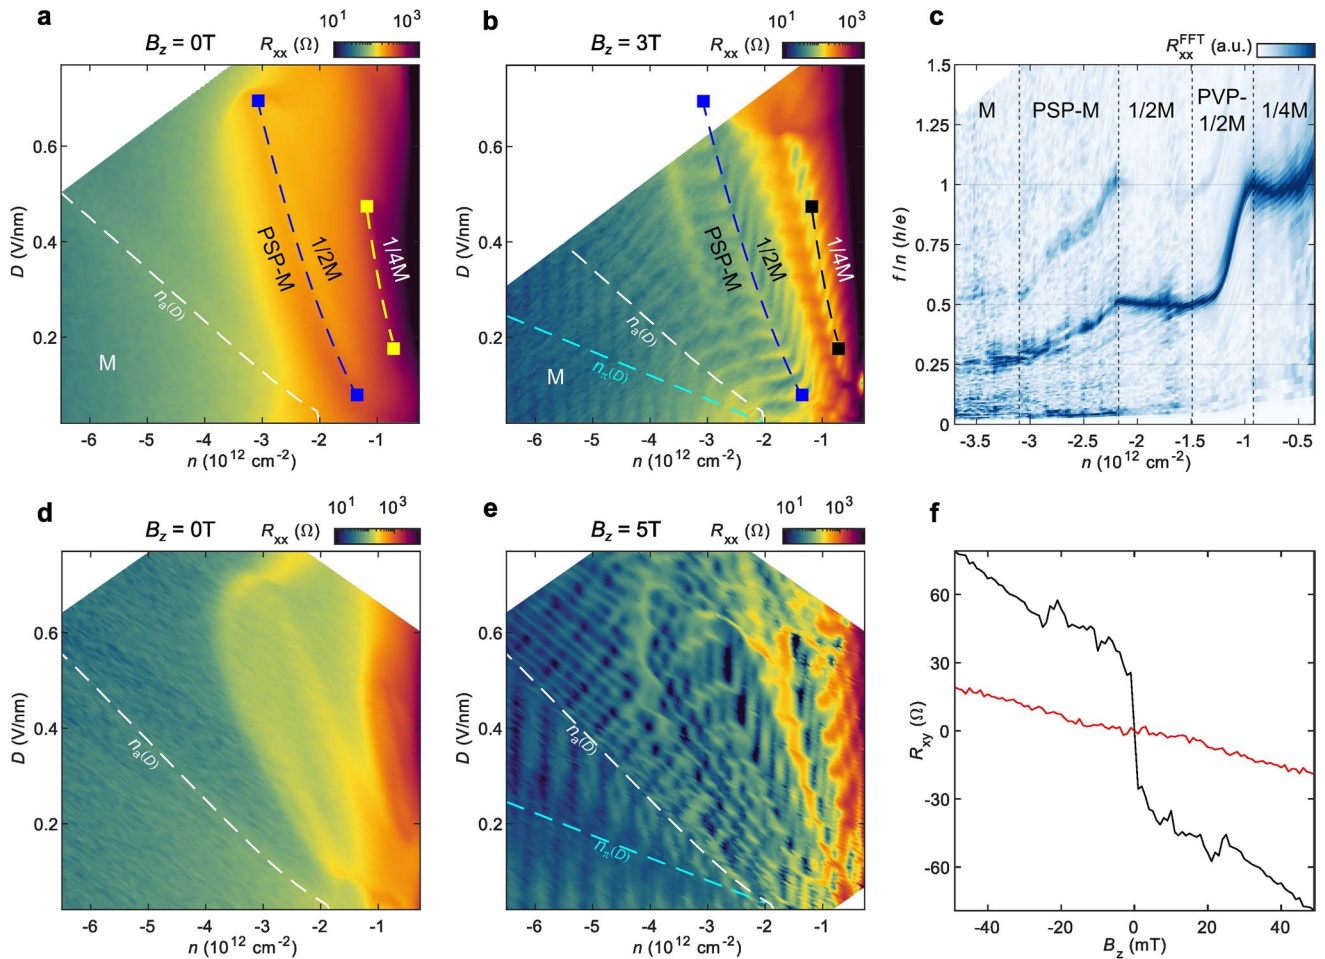 a
B_z = 0T
R_xx (Ω)
10^1
10^3
D (V/nm)
0.6
0.4
0.2
PSP-M
1/2M
1/4M
n_a(D)
M
-6
-5
-4
-3
-2
-1
n (10^12 cm^-2)
b
B_z = 3T
R_xx (Ω)
10^1
10^3
D (V/nm)
0.6
0.4
0.2
PSP-M
1/2M
1/4M
n_a(D)
n_π(D)
M
-6
-5
-4
-3
-2
-1
n (10^12 cm^-2)
c
R_xx^FFT (a.u.)
f/n (h/e)
1.5
1.25
1
0.75
0.5
0.25
0
M
PSP-M
1/2M
PVP-
1/2M
1/4M
-3.5
-3
-2.5
-2
-1.5
-1
-0.5
n (10^12 cm^-2)
d
B_z = 0T
R_xx (Ω)
10^1
10^3
D (V/nm)
0.6
0.4
0.2
n_a(D)
-6
-5
-4
-3
-2
-1
n (10^12 cm^-2)
e
B_z = 5T
R_xx (Ω)
10^1
10^3
D (V/nm)
0.6
0.4
0.2
n_a(D)
n_π(D)
-6
-5
-4
-3
-2
-1
n (10^12 cm^-2)
f
R_xy (Ω)
60
30
0
-30
-60
-40
-20
0
20
40
B_z (mT)